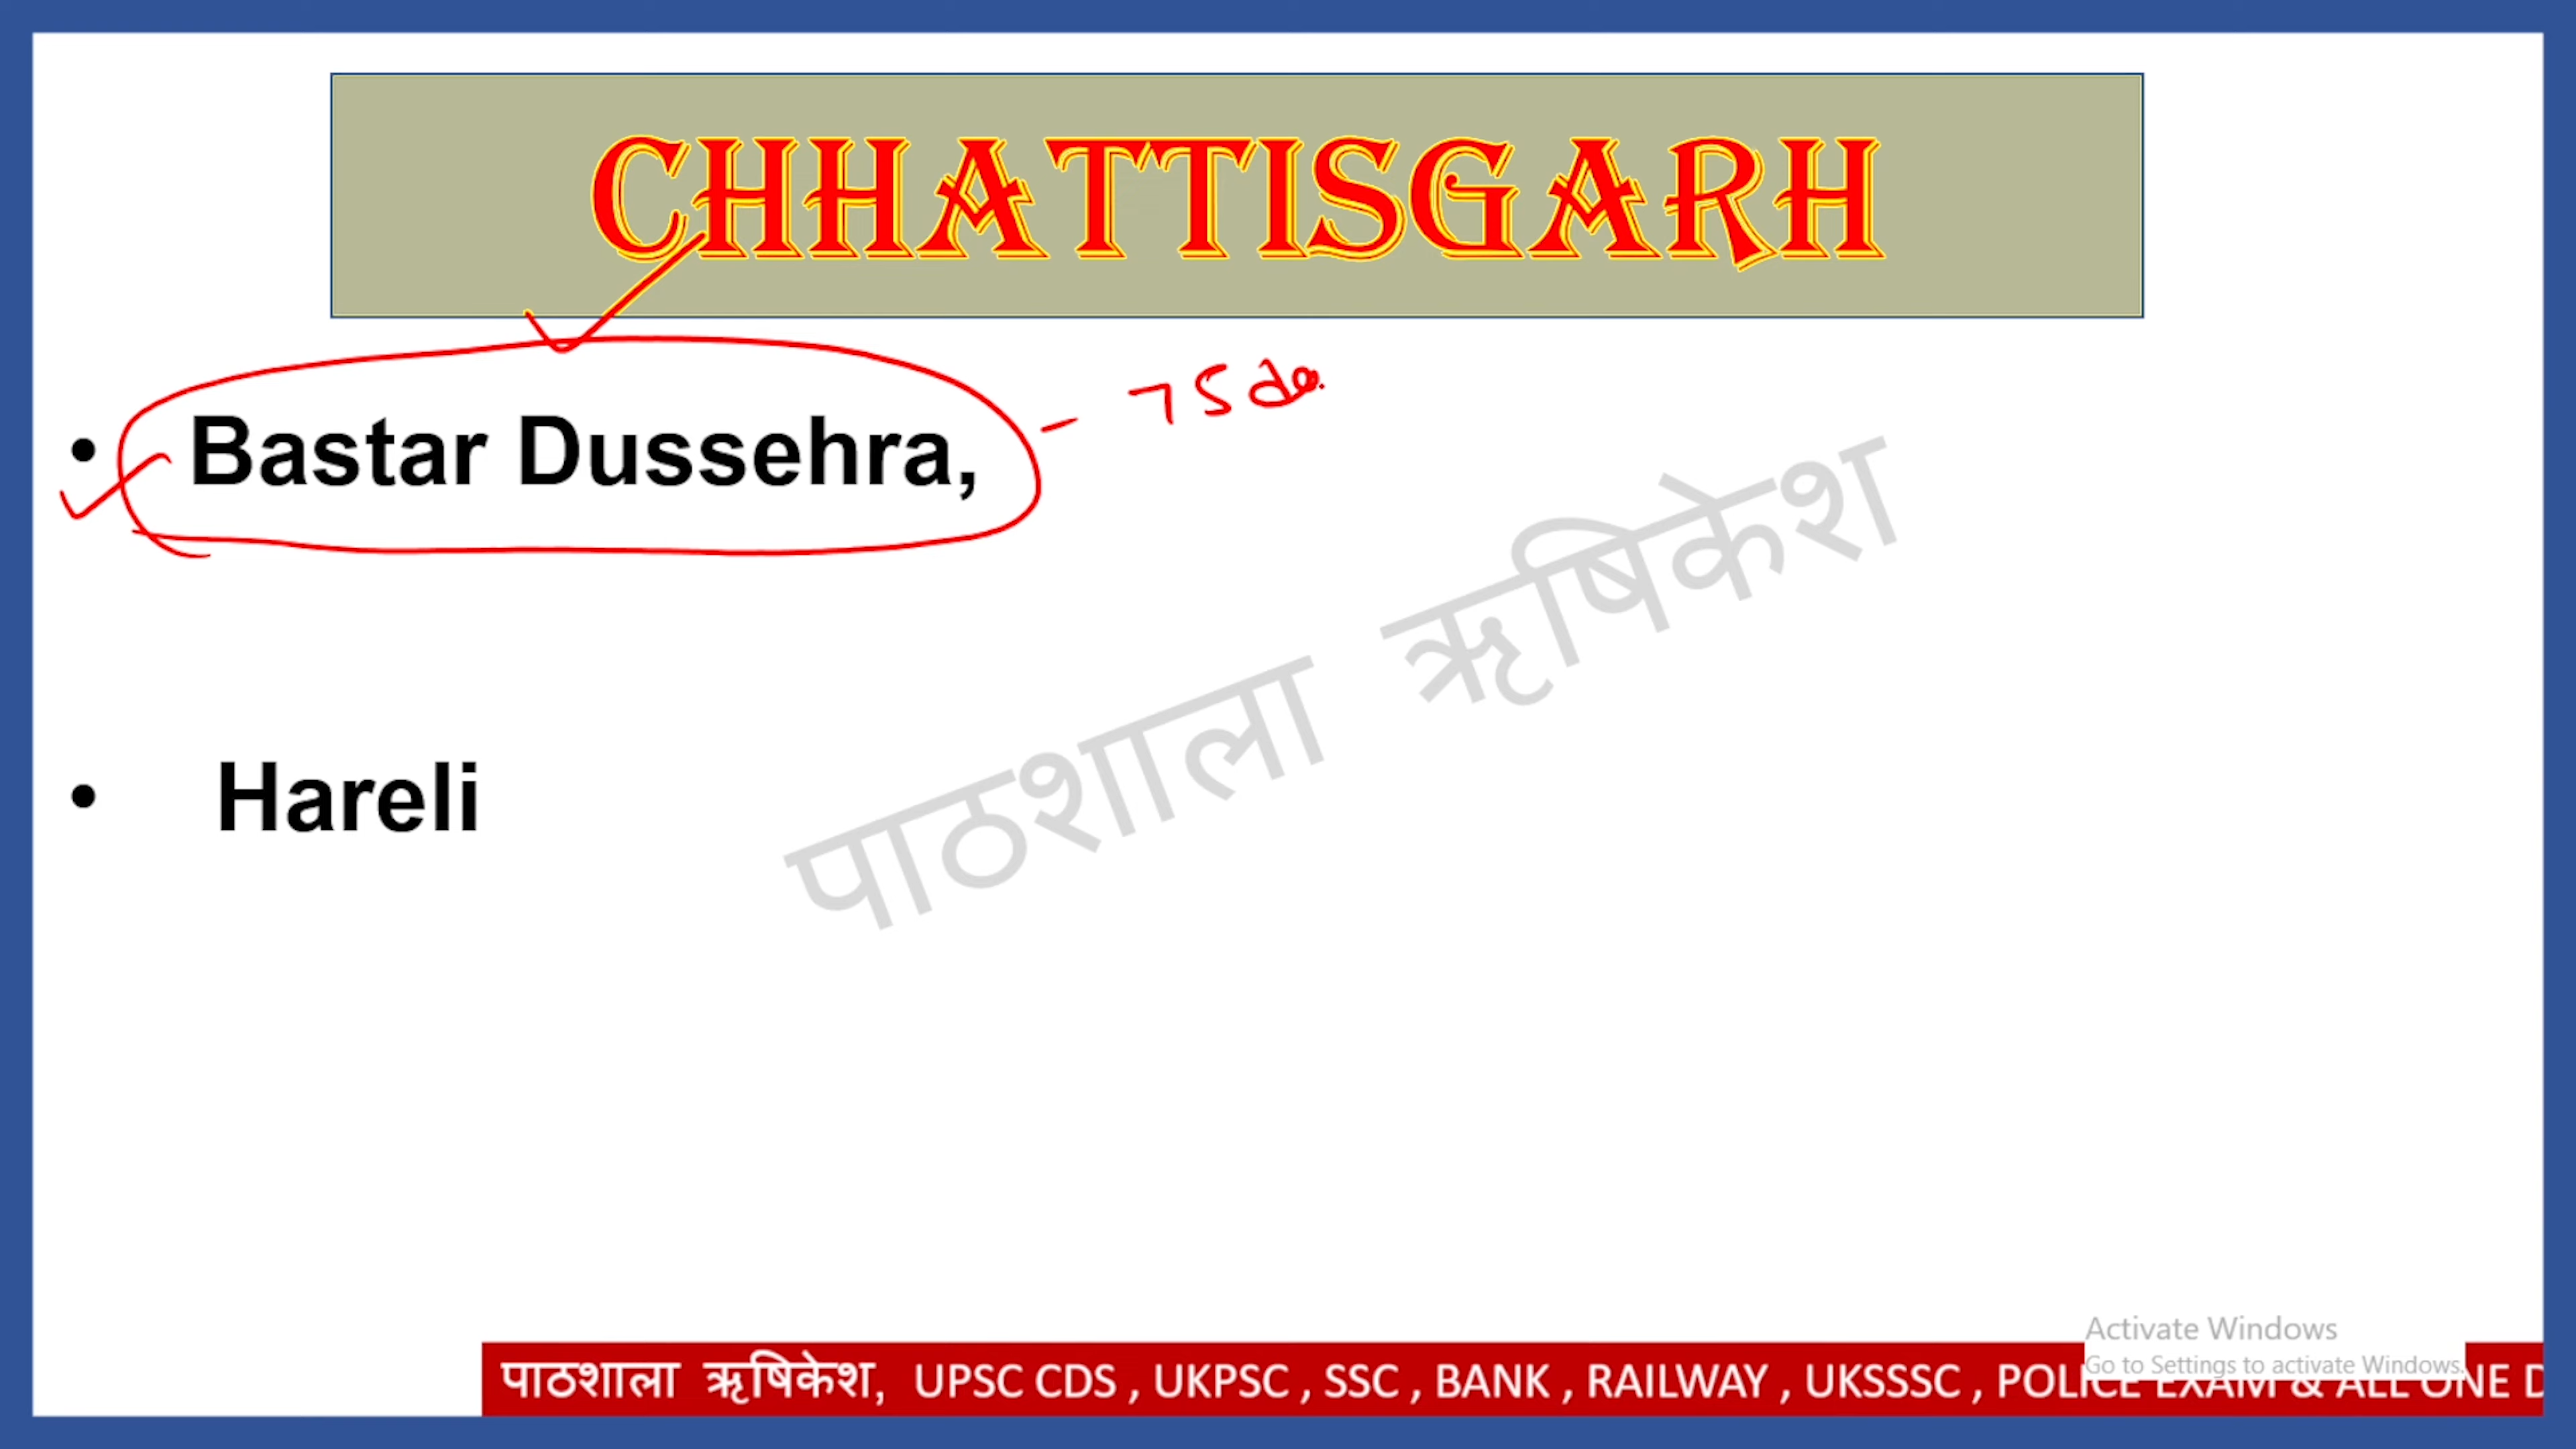 CHHATTISGARH
• Bastar Dussehra, - 75
• Hareli
पाठशाला ऋषिकेश
Activate Windows
Go to Settings to activate Windows.
पाठशाला ऋषिकेश, UPSC CDS , UKPSC , SSC , BANK , RAILWAY , UKSSSC , POLICE EXAM & ALL ONE D